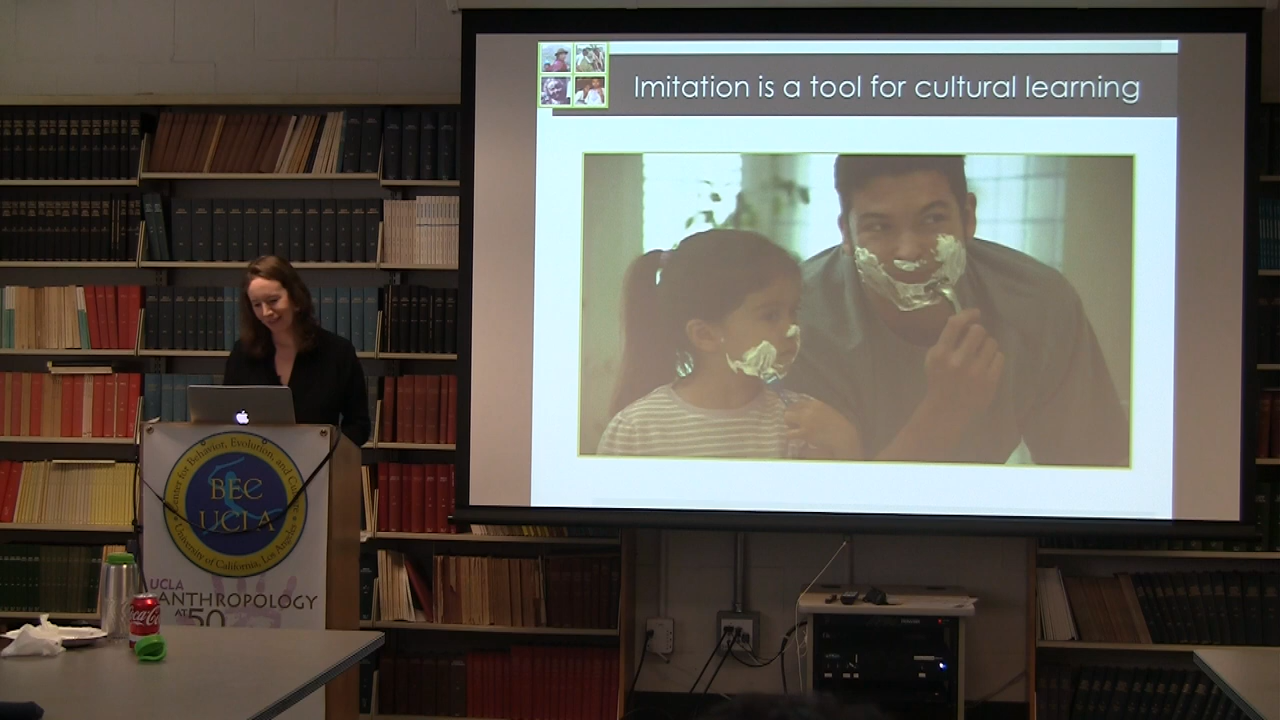 Imitation is a tool for cultural learning
Center for Behavior, Evolution, and Culture
BEC
UCLA
University of California, Los Angeles
UCLA
ANTHROPOLOGY
AT 50
Coca-Cola